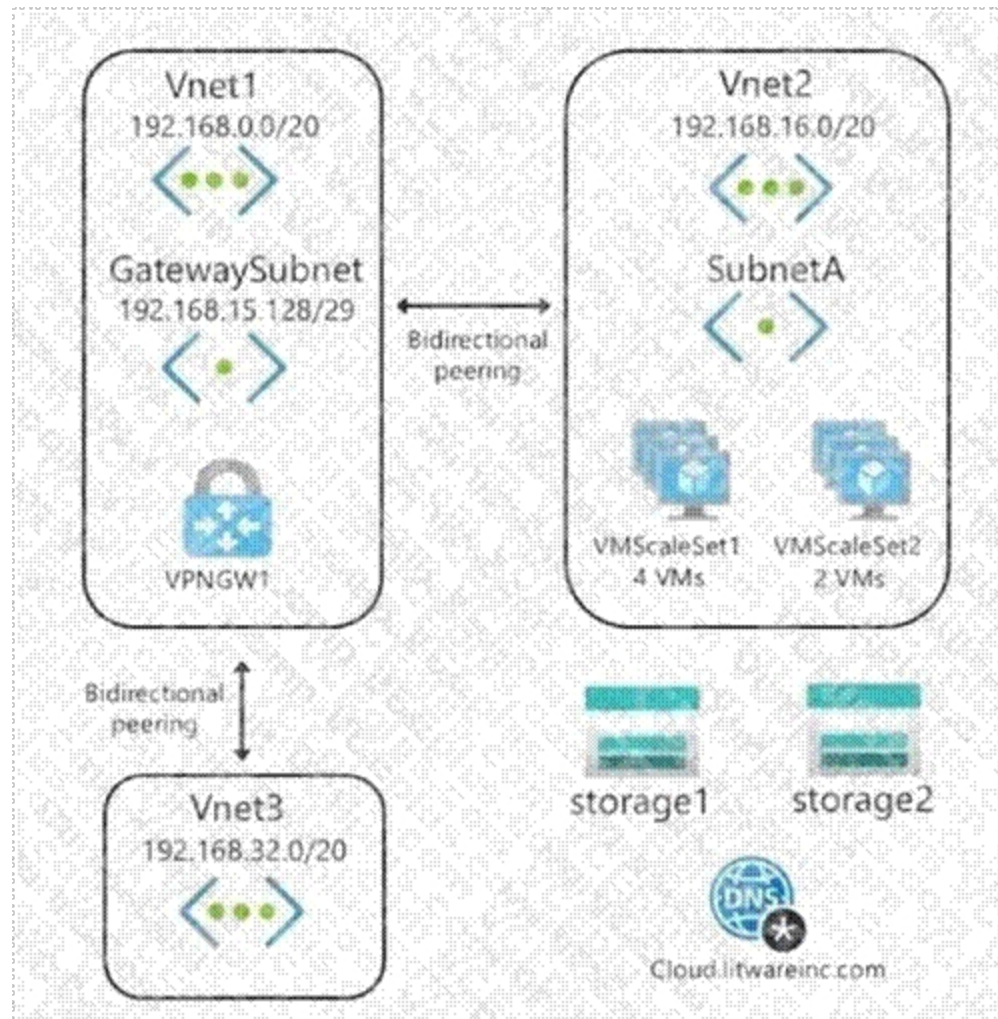 Vnet1
192.168.0.0/20
GatewaySubnet
192.168.15.128/29
VPNGW1
Bidirectional
peering
Vnet2
192.168.16.0/20
SubnetA
VMScaleSet1
4 VMs
VMScaleSet2
2 VMs
Bidirectional
peering
Vnet3
192.168.32.0/20
storage1
storage2
DNS
Cloud.litwareinc.com